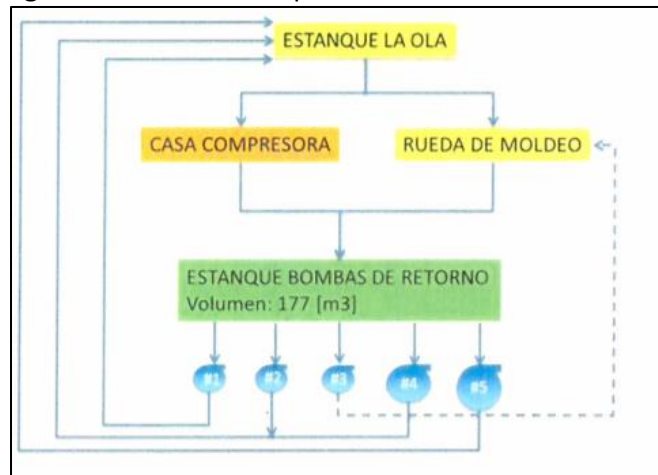 ESTANQUE LA OLA
CASA COMPRESORA
RUEDA DE MOLDEO
ESTANQUE BOMBAS DE RETORNO
Volumen: 177 [m3]
#1
#2
#3
#4
#5